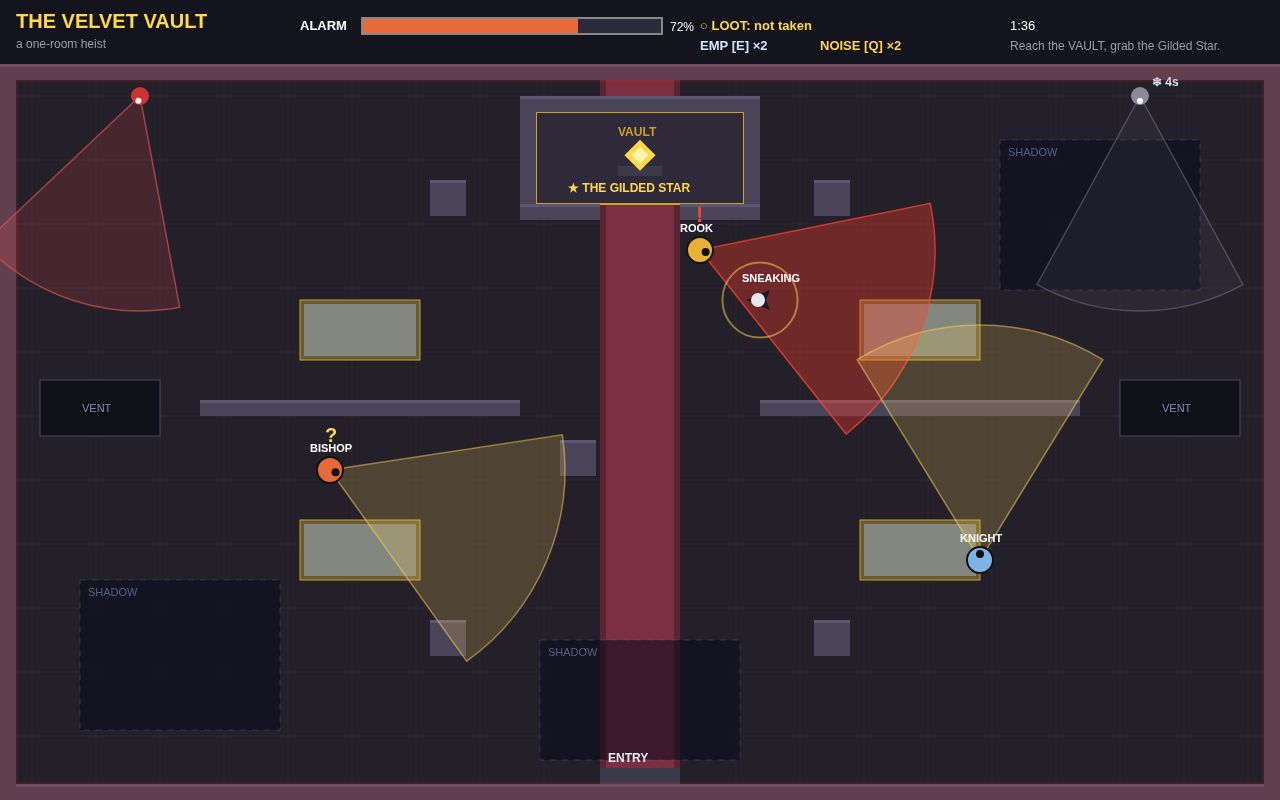 THE VELVET VAULT
a one-room heist
ALARM
72%
○ LOOT: not taken
EMP [E] ×2
NOISE [Q] ×2
1:36
Reach the VAULT, grab the Gilded Star.
❄ 4s
VAULT
★ THE GILDED STAR
SHADOW
!
ROOK
SNEAKING
VENT
VENT
?
BISHOP
KNIGHT
SHADOW
SHADOW
ENTRY